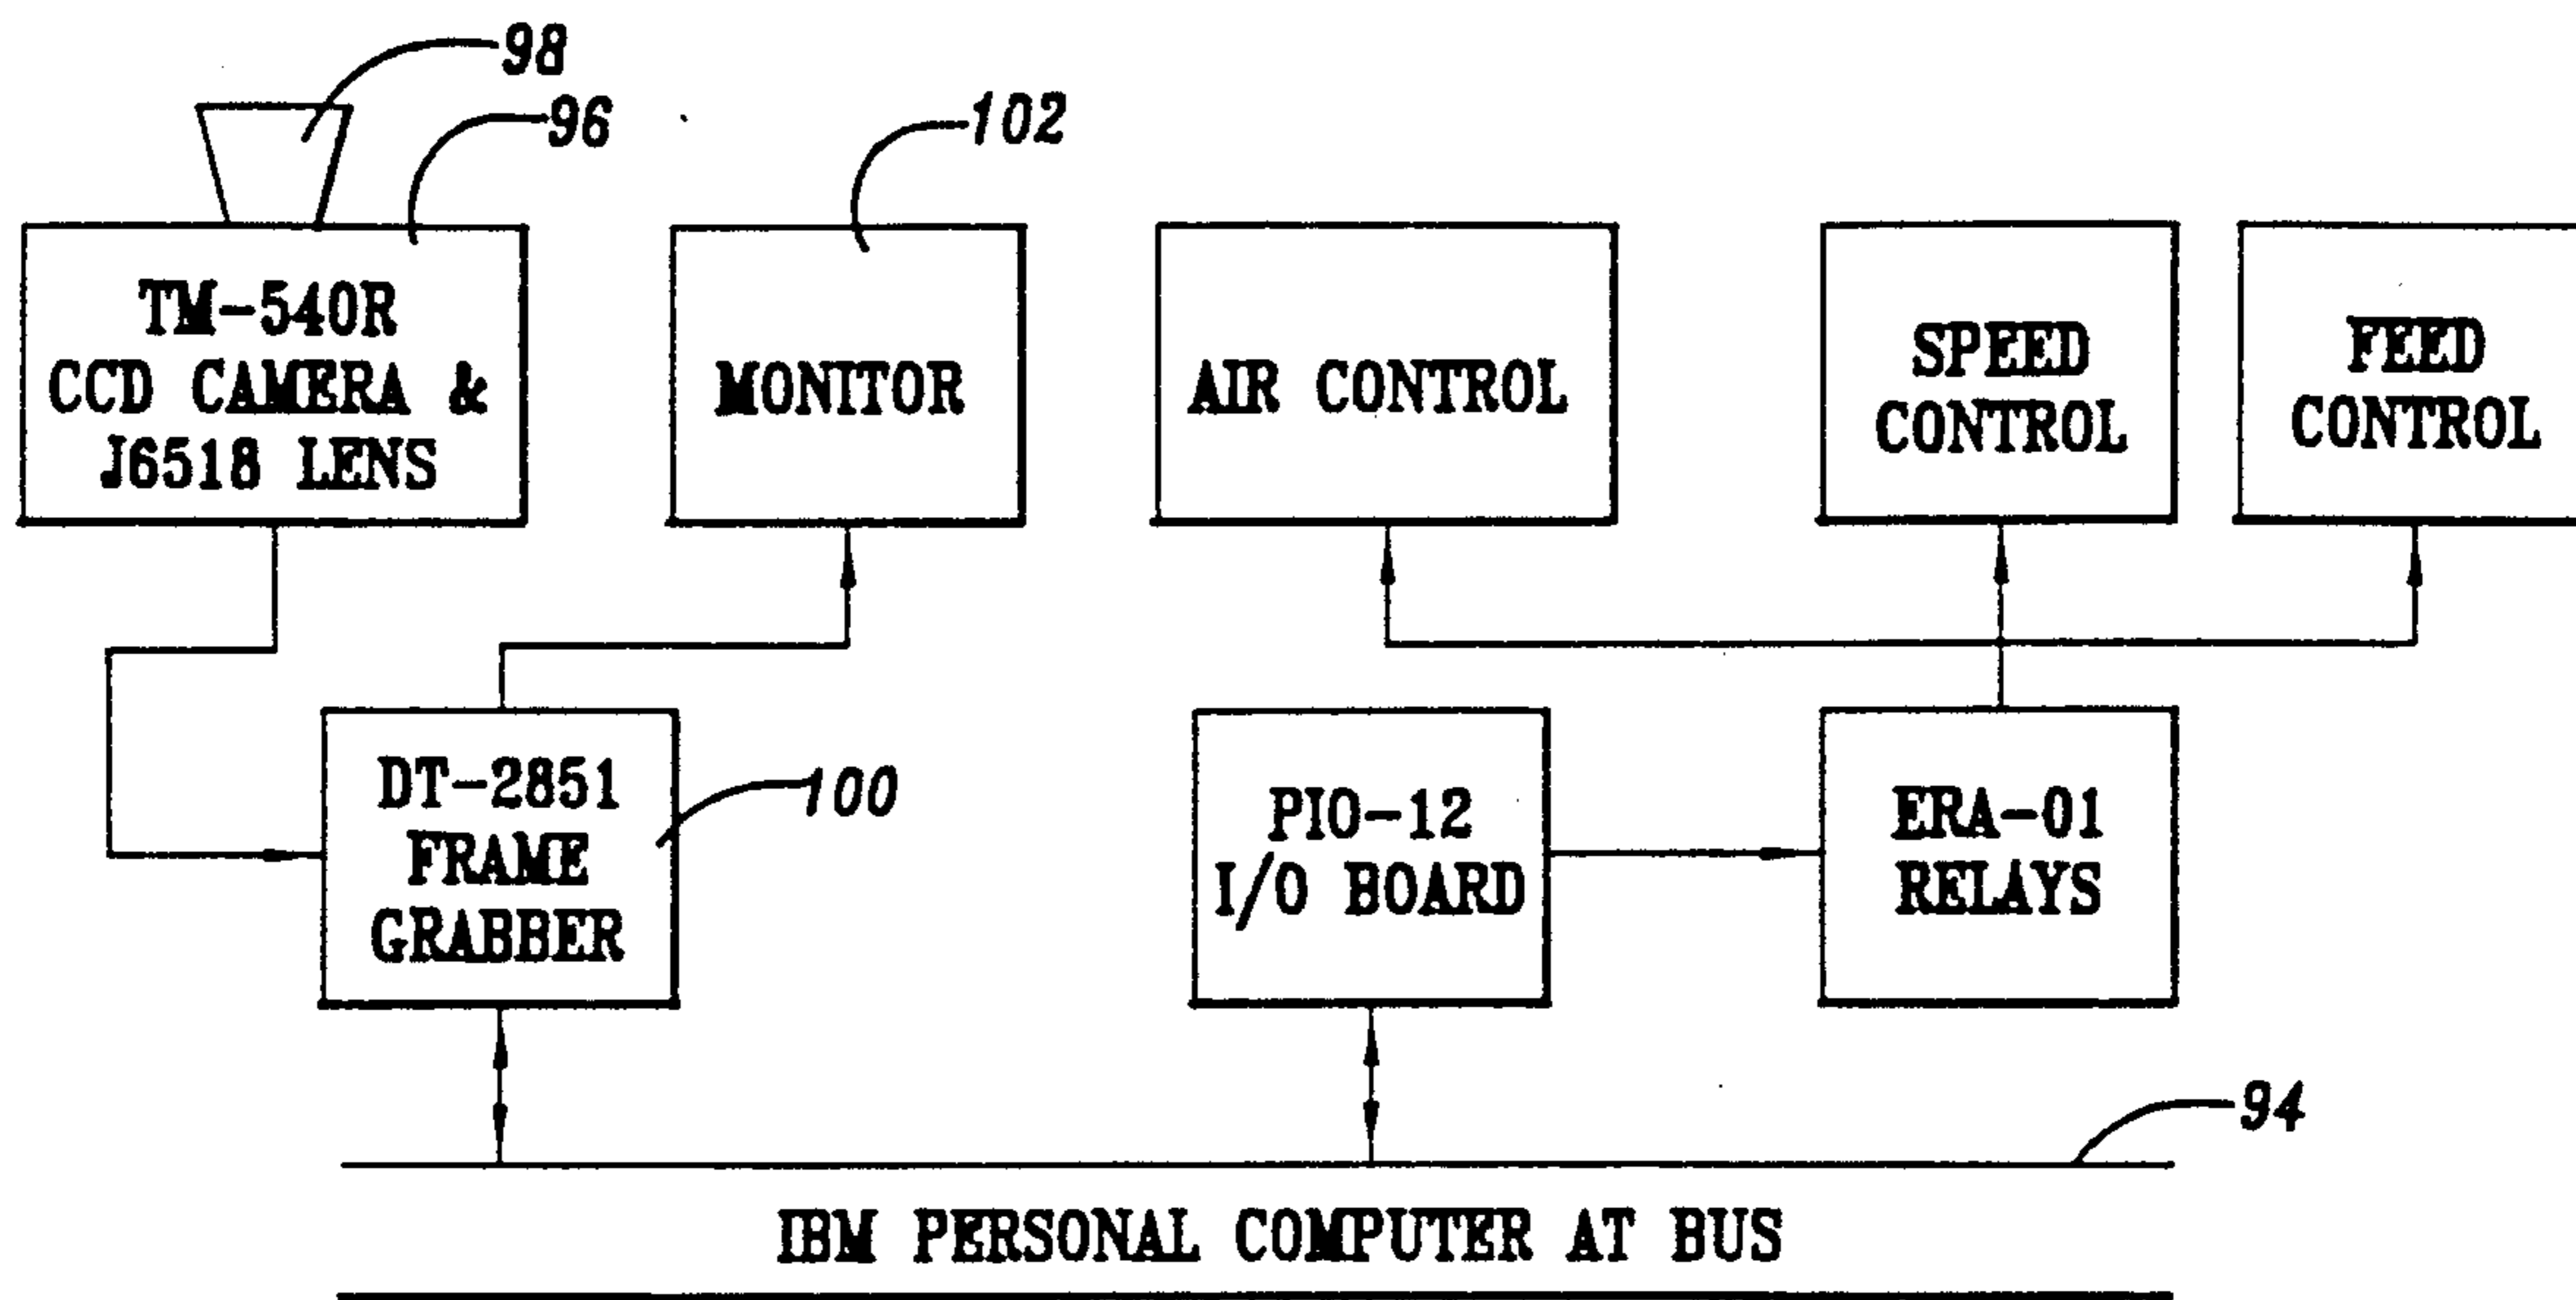 98
96
102
TM-540R
CCD CAMERA &
J6518 LENS
MONITOR
AIR CONTROL
SPEED
CONTROL
FEED
CONTROL
DT-2851
FRAME
GRABBER
100
PIO-12
I/O BOARD
ERA-01
RELAYS
94
IBM PERSONAL COMPUTER AT BUS